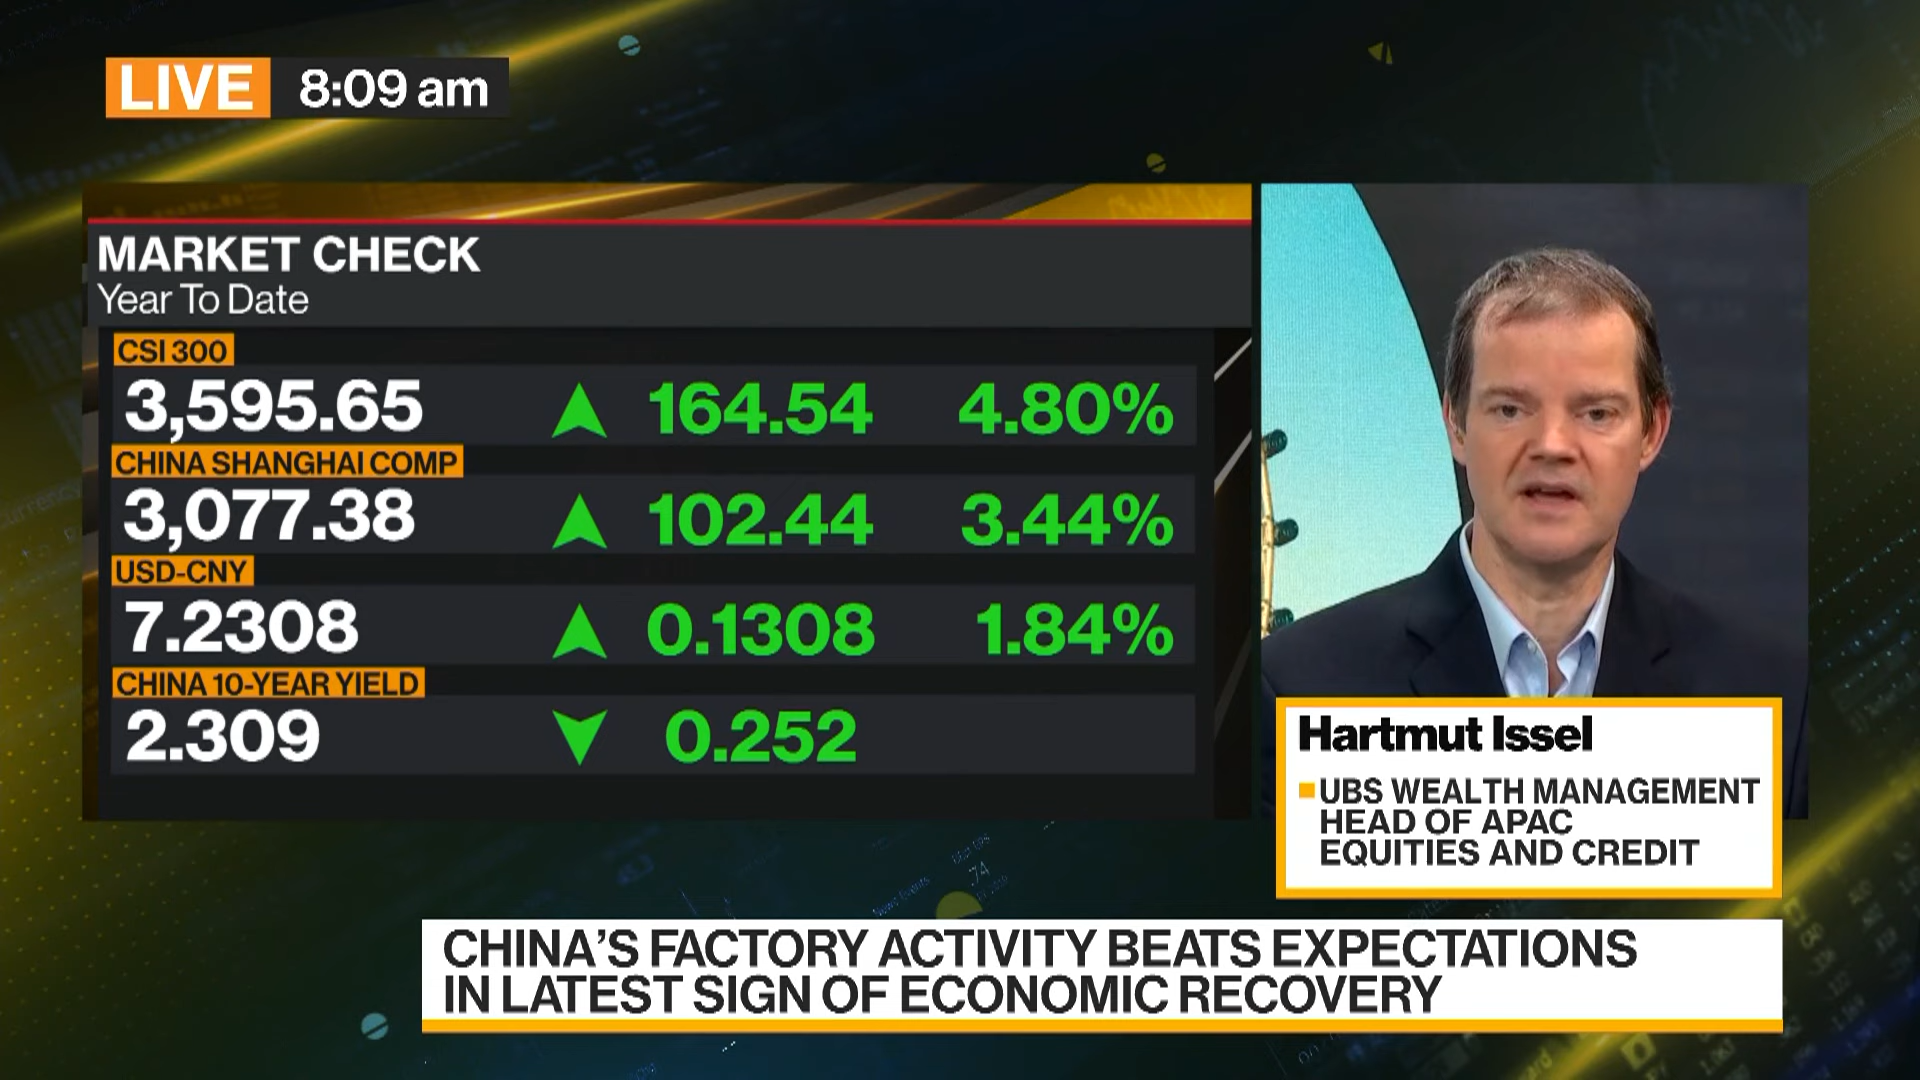 LIVE 8:09 am
MARKET CHECK
Year To Date
CSI 300
3,595.65 ▲ 164.54 4.80%
CHINA SHANGHAI COMP
3,077.38 ▲ 102.44 3.44%
USD-CNY
7.2308 ▲ 0.1308 1.84%
CHINA 10-YEAR YIELD
2.309 ▼ 0.252
Hartmut Issel
UBS WEALTH MANAGEMENT
HEAD OF APAC
EQUITIES AND CREDIT
CHINA'S FACTORY ACTIVITY BEATS EXPECTATIONS
IN LATEST SIGN OF ECONOMIC RECOVERY